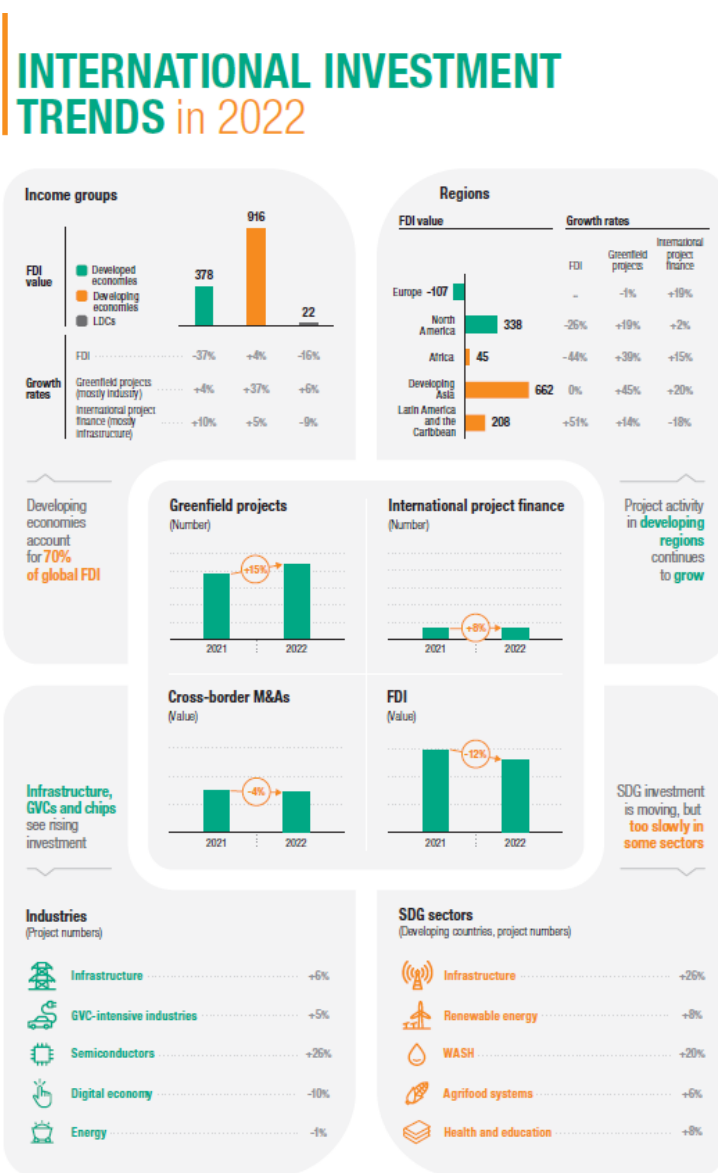 INTERNATIONAL INVESTMENT
TRENDS in 2022
Income groups
916
378
22
FDI
value
Developed
economies
Developing
economies
LDCs
FDI -37% +4% -16%
Growth
rates
Greenfield projects
(mostly industry) +4% +37% +6%
International project
finance (mostly
infrastructure) +10% +5% -9%
Regions
FDI value
Growth rates
FDI
Greenfield
projects
International
project
finance
Europe -107 – -1% +19%
North
America 338 -26% +19% +2%
Africa 45 -44% +39% +15%
Developing
Asia 662 0% +45% +20%
Latin America
and the
Caribbean 208 +51% +14% -18%
Developing
economies
account
for 70%
of global FDI
Greenfield projects
(Number)
+15%
2021 2022
International project finance
(Number)
+8%
2021 2022
Project activity
in developing
regions
continues
to grow
Cross-border M&As
(Value)
-4%
2021 2022
FDI
(Value)
-12%
2021 2022
Infrastructure,
GVCs and chips
see rising
investment
SDG investment
is moving, but
too slowly in
some sectors
Industries
(Project numbers)
Infrastructure +6%
GVC-intensive industries +5%
Semiconductors +26%
Digital economy -10%
Energy -1%
SDG sectors
(Developing countries, project numbers)
Infrastructure +26%
Renewable energy +8%
WASH +20%
Agrifood systems +6%
Health and education +8%